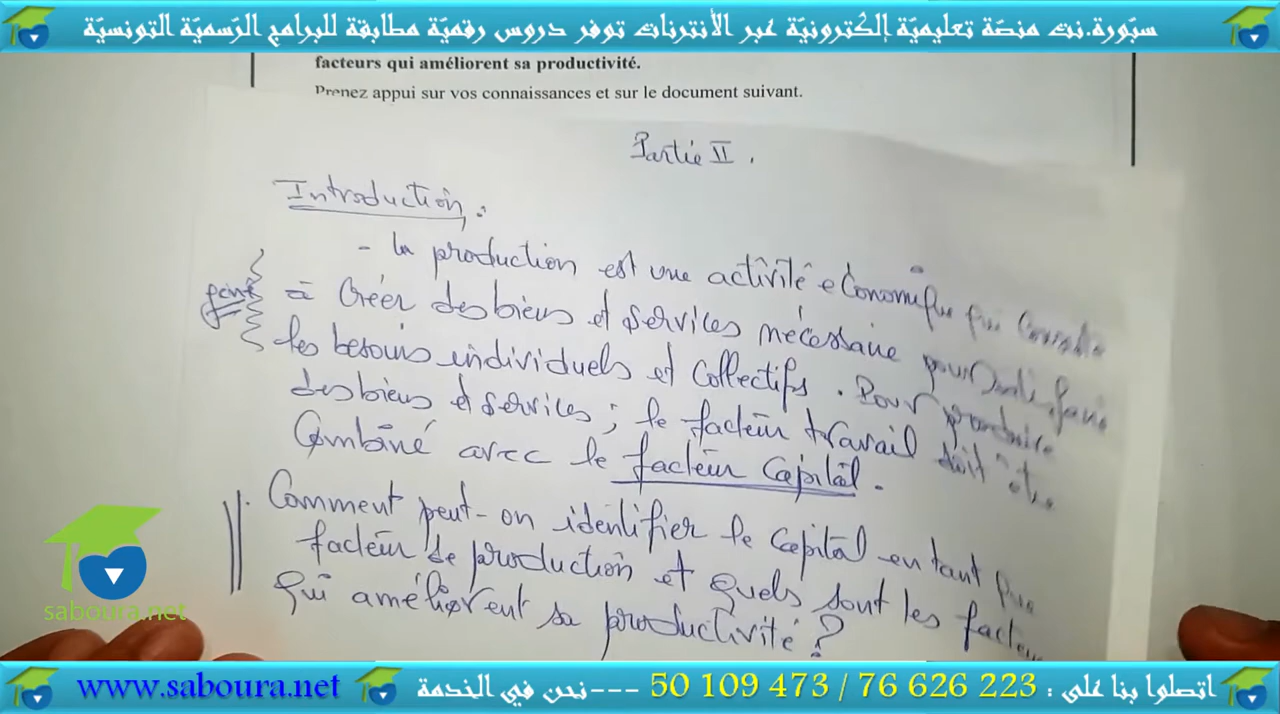 سبّورة.نت منصّة تعليميّة إلكترونيّة عبر الأنترنات توفر دروس رقميّة مطابقة للبرامج الرّسميّة التونسيّة
facteurs qui améliorent sa productivité.
Prenez appui sur vos connaissances et sur le document suivant.
Partie II.
Introduction :
- la production est une activité économique qui consiste
à créer des biens et services nécessaire pour satisfaire
les besoins individuels et collectifs. Pour produire
des biens et services ; le facteur travail doit être
Combiné avec le facteur Capital.
Comment peut-on identifier le capital en tant que
facteur de production et quels sont les facteurs
qui améliorent sa productivité ?
saboura.net
www.saboura.net اتصلوا بنا على : 50 109 473 / 76 626 223 ---نحن في الخدمة